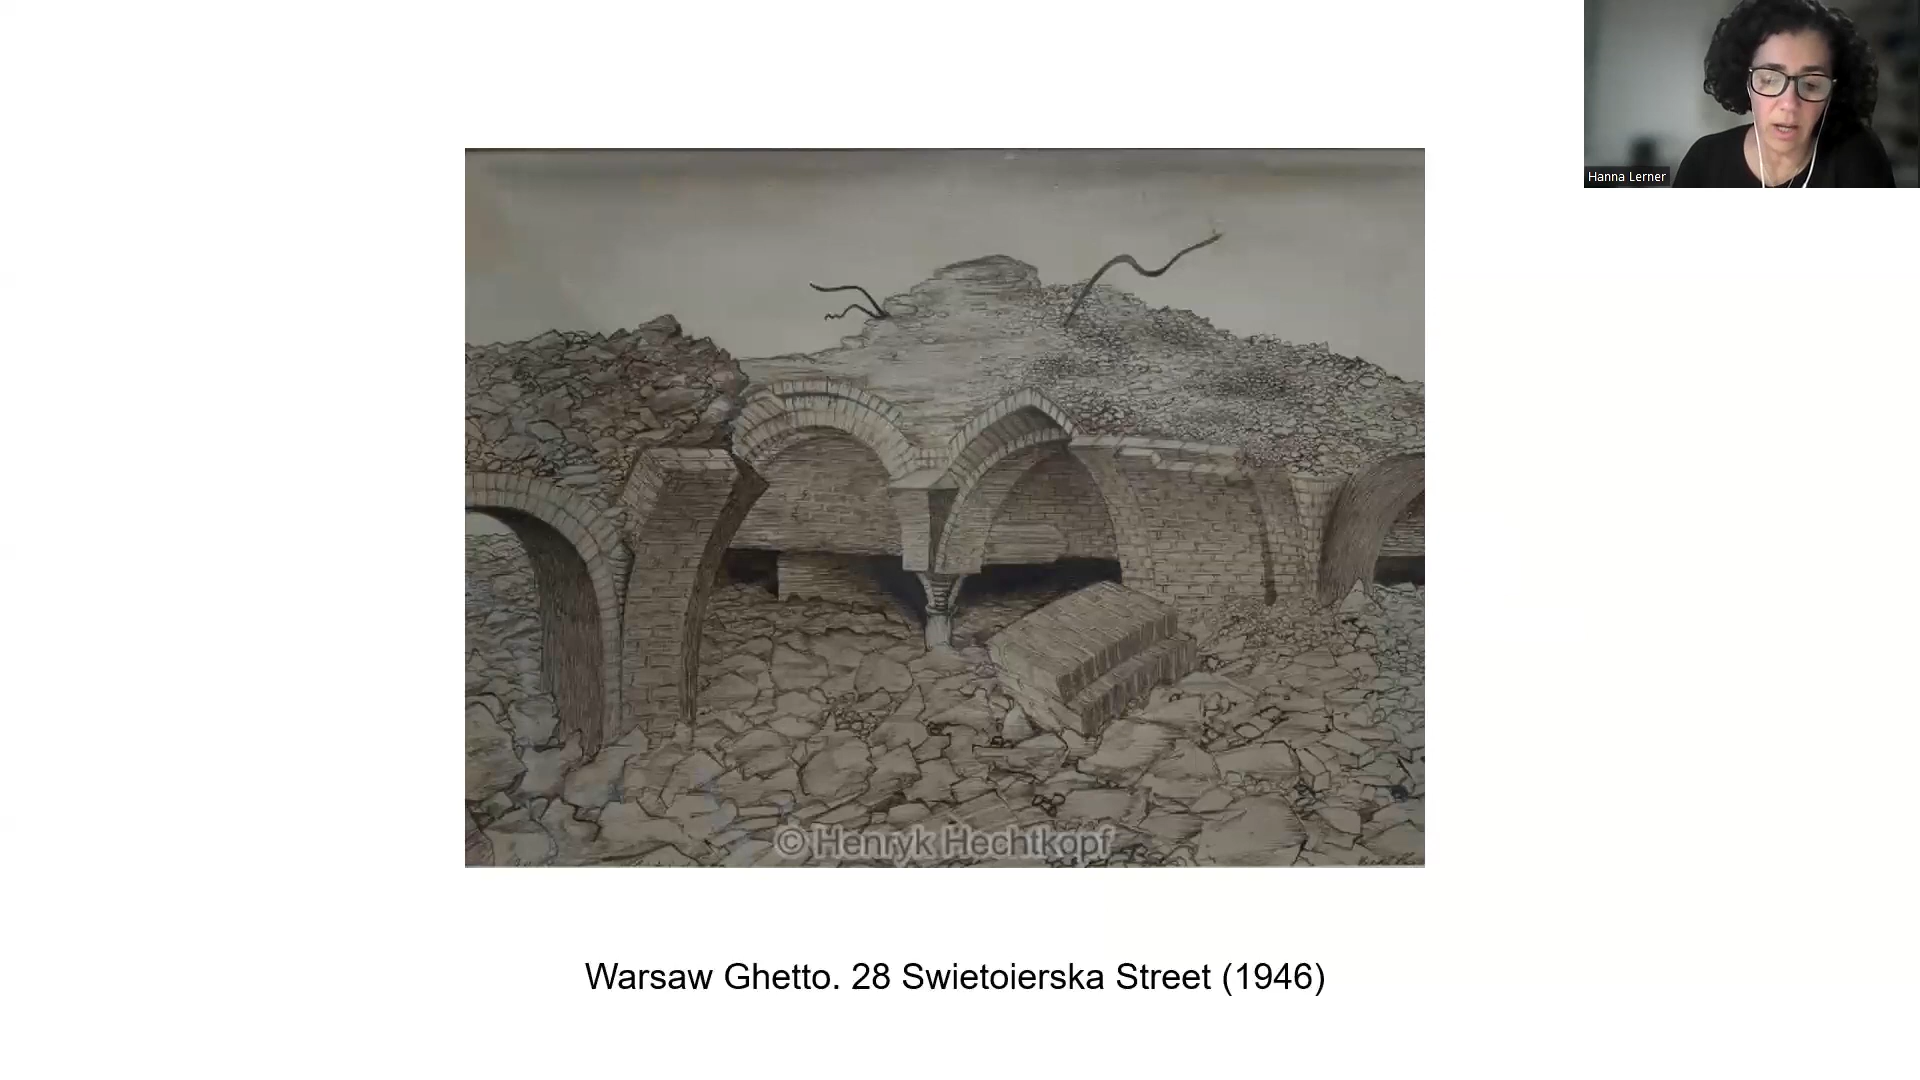 Hanna Lerner
© Henryk Hechtkopf
Warsaw Ghetto. 28 Swietoierska Street (1946)